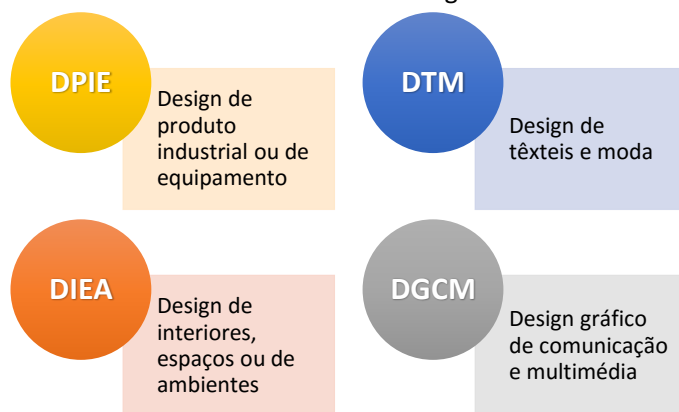 DPIE
Design de
produto
industrial ou de
equipamento
DTM
Design de
têxteis e moda
DIEA
Design de
interiores,
espaços ou de
ambientes
DGCM
Design gráfico
de comunicação
e multimédia